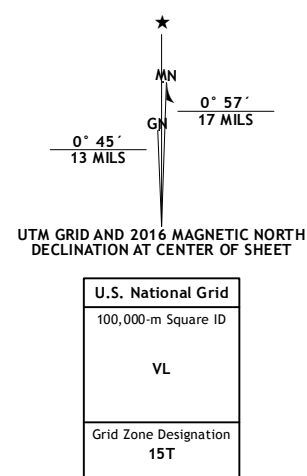 ★
MN
0° 57´
17 MILS
GN
0° 45´
13 MILS
UTM GRID AND 2016 MAGNETIC NORTH
DECLINATION AT CENTER OF SHEET
U.S. National Grid
100,000-m Square ID
VL
Grid Zone Designation
15T